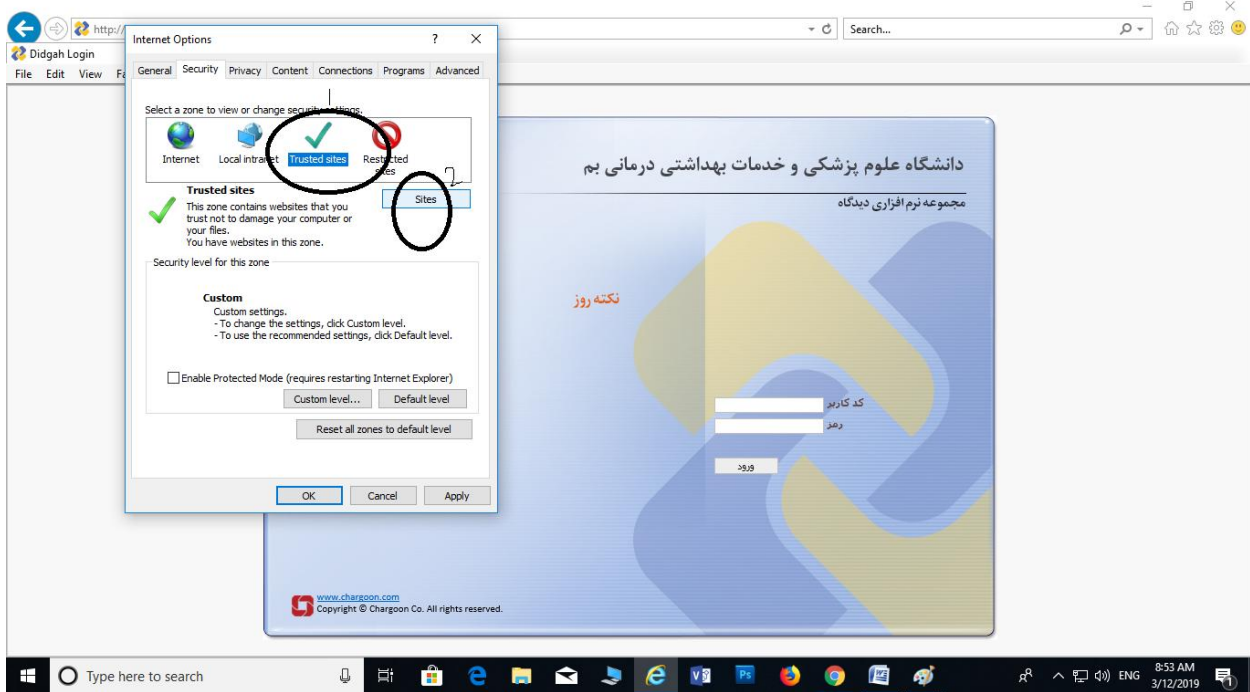 http://
Search...
Didgah Login
File Edit View Fa
Internet Options
? X
General Security Privacy Content Connections Programs Advanced
1
Select a zone to view or change security settings.
Internet Local intranet Trusted sites Restricted sites
2
Trusted sites
Sites
This zone contains websites that you
trust not to damage your computer or
your files.
You have websites in this zone.
Security level for this zone
Custom
Custom settings.
- To change the settings, click Custom level.
- To use the recommended settings, click Default level.
Enable Protected Mode (requires restarting Internet Explorer)
Custom level... Default level
Reset all zones to default level
OK Cancel Apply
دانشگاه علوم پزشکی و خدمات بهداشتی درمانی بم
مجموعه نرم افزاری دیدگاه
نکته روز
کد کاربر
رمز
ورود
www.chargoon.com
Copyright © Chargoon Co. All rights reserved.
Type here to search
Ps
ENG
8:53 AM
3/12/2019
1